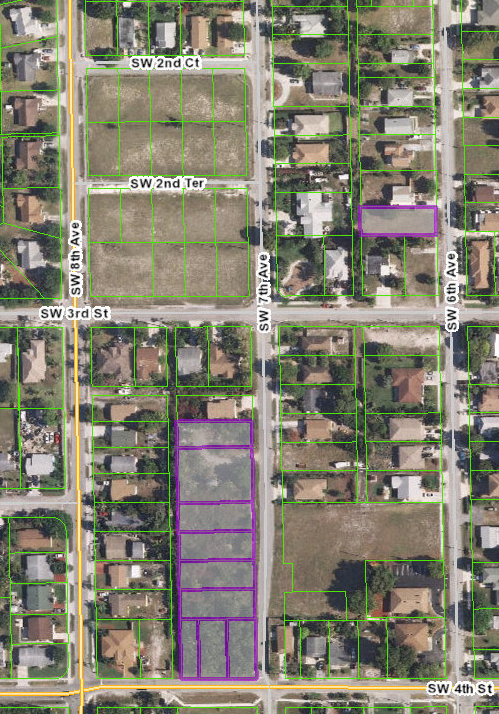 SW 2nd Ct
SW 2nd Ter
SW 8th Ave
SW 7th Ave
SW 6th Ave
SW 3rd St
SW 4th St